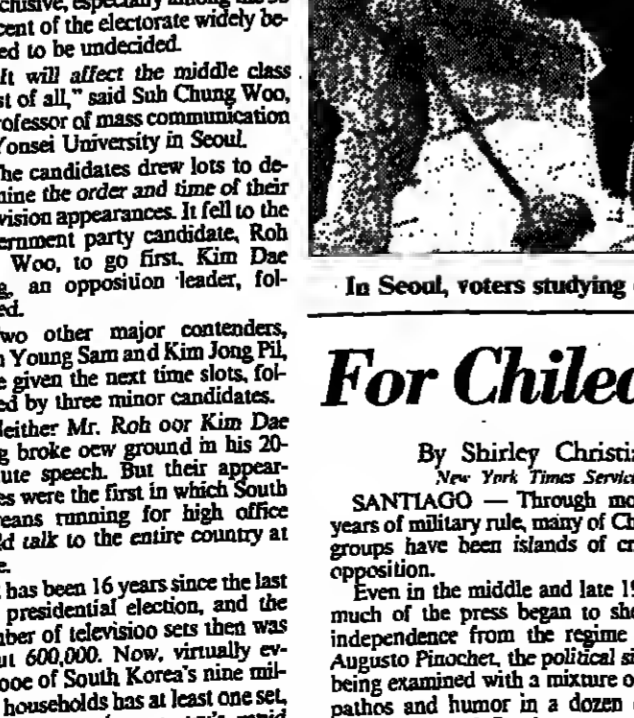 cent of the electorate widely be-
ed to be undecided.
It will affect the middle class
st of all," said Suh Chung Woo,
rofessor of mass communication
Yonsei University in Seoul.
he candidates drew lots to de-
mine the order and time of their
vision appearances. It fell to the
ernment party candidate, Roh
Woo, to go first. Kim Dae
g, an opposition leader, fol-
ed.
wo other major contenders,
Young Sam and Kim Jong Pil,
e given the next time slots, fol-
ed by three minor candidates.
Neither Mr. Roh oor Kim Dae
g broke oew ground in his 20-
ute speech. But their appear-
es were the first in which South
reans running for high office
ld talk to the entire country at
e.
has been 16 years since the last
presidential election, and the
mber of televisioo sets then was
ut 600,000. Now, virtually ev-
ooe of South Korea's nine mil-
households has at least one set,
In Seoul, voters studying
For Chilea
By Shirley Christia
New York Times Servic
SANTIAGO — Through mo
years of military rule, many of Ch
groups have been islands of cr
opposition.
Even in the middle and late 19
much of the press began to sho
independence from the regime
Augusto Pinochet, the political si
being examined with a mixture o
pathos and humor in a dozen